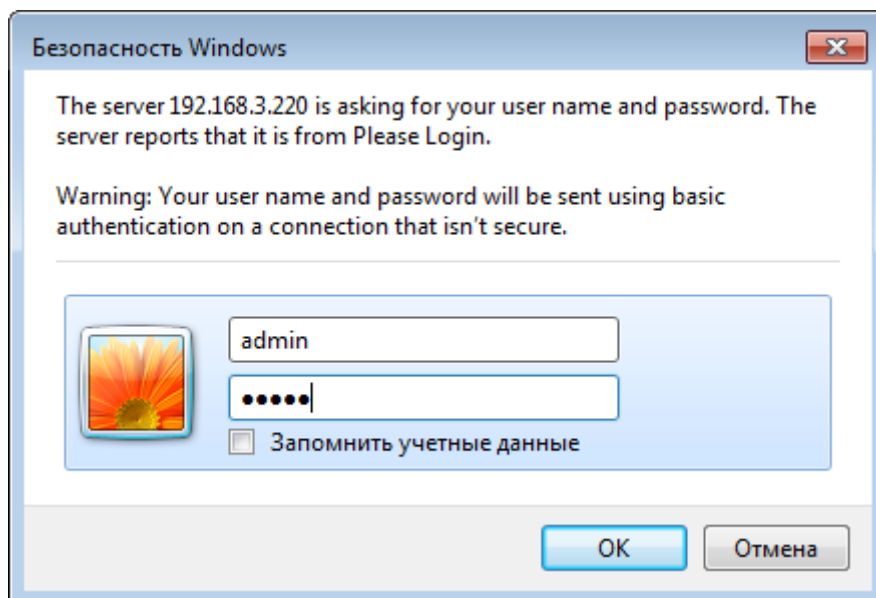 Безопасность Windows
The server 192.168.3.220 is asking for your user name and password. The
server reports that it is from Please Login.
Warning: Your user name and password will be sent using basic
authentication on a connection that isn't secure.
admin
●●●●●
Запомнить учетные данные
OK
Отмена